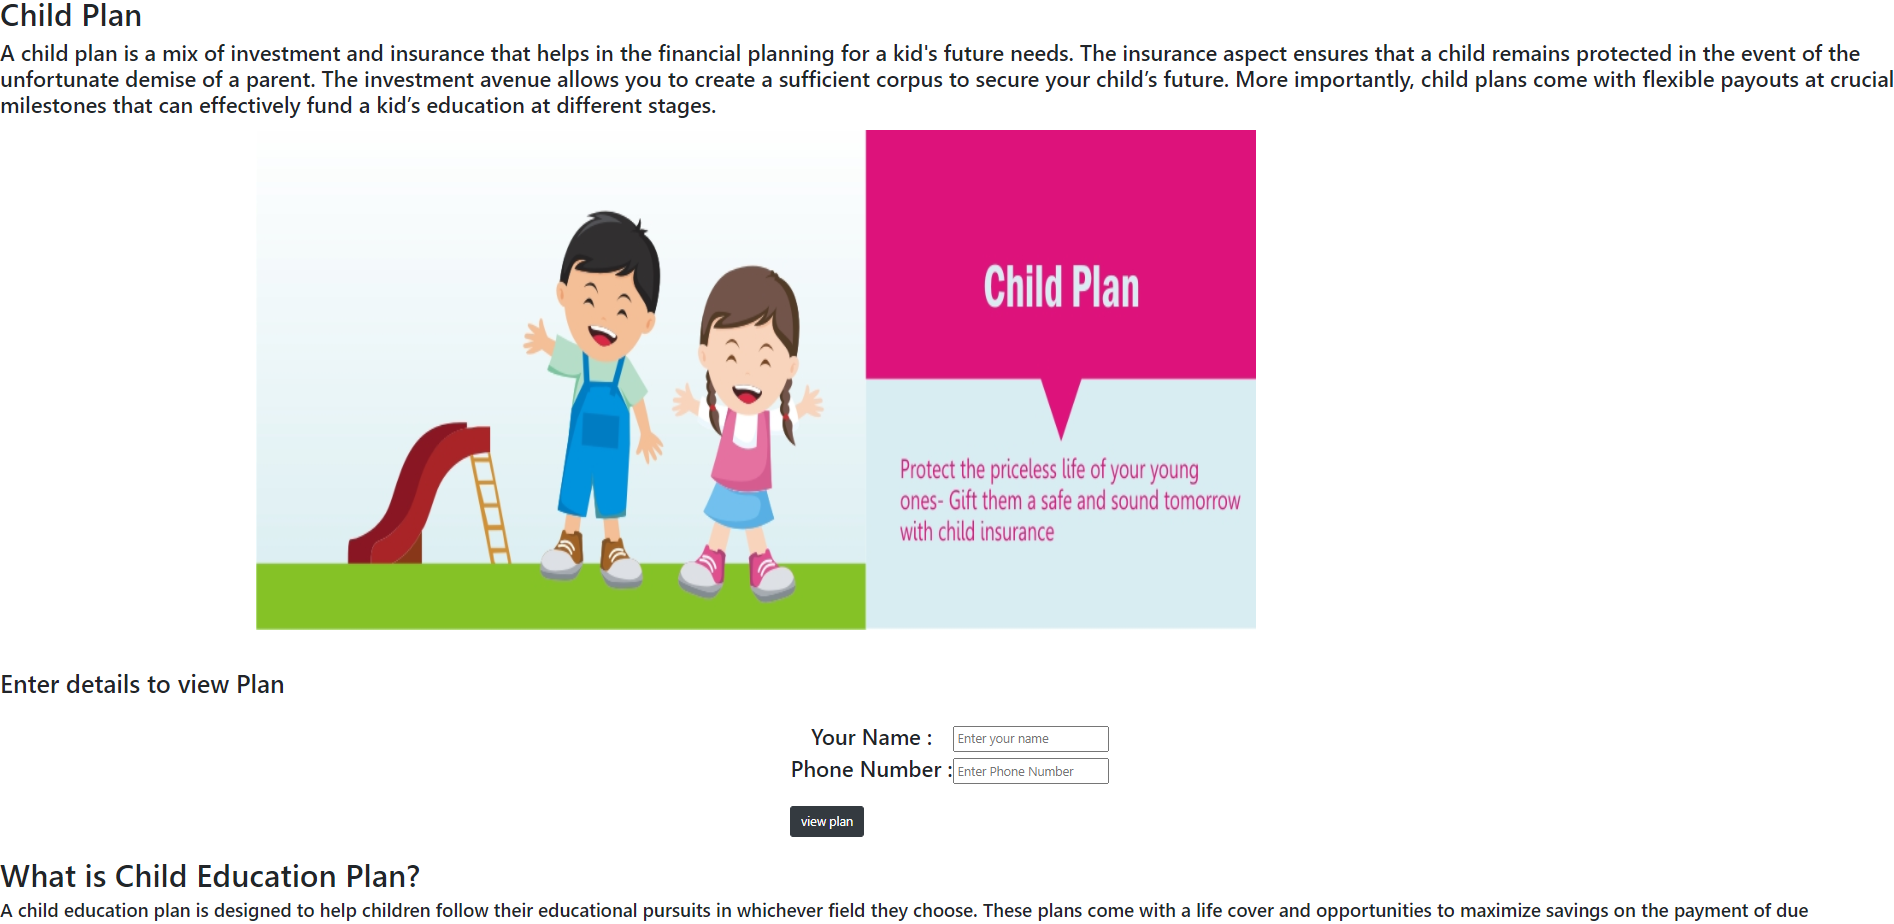 Child Plan
A child plan is a mix of investment and insurance that helps in the financial planning for a kid's future needs. The insurance aspect ensures that a child remains protected in the event of the
unfortunate demise of a parent. The investment avenue allows you to create a sufficient corpus to secure your child’s future. More importantly, child plans come with flexible payouts at crucial
milestones that can effectively fund a kid’s education at different stages.
Child Plan
Protect the priceless life of your young
ones- Gift them a safe and sound tomorrow
with child insurance
Enter details to view Plan
Your Name : Enter your name
Phone Number : Enter Phone Number
view plan
What is Child Education Plan?
A child education plan is designed to help children follow their educational pursuits in whichever field they choose. These plans come with a life cover and opportunities to maximize savings on the payment of due